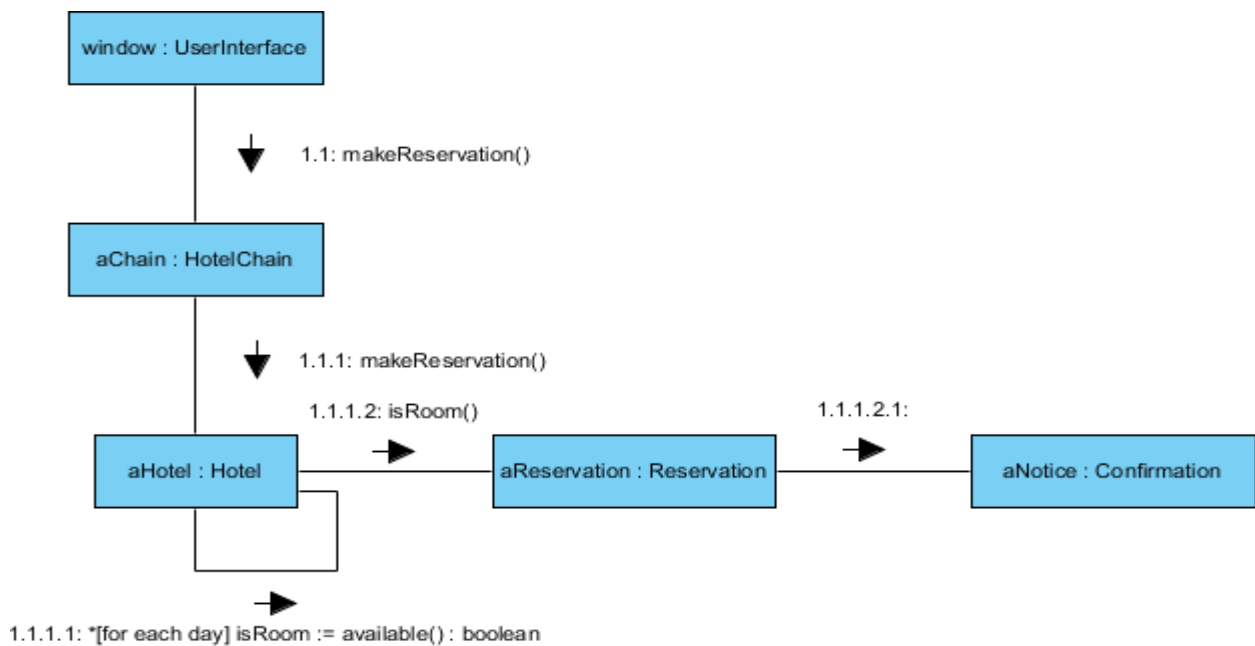 window : UserInterface
1.1: makeReservation()
aChain : HotelChain
1.1.1: makeReservation()
1.1.1.2: isRoom()
1.1.1.2.1:
aHotel : Hotel
aReservation : Reservation
aNotice : Confirmation
1.1.1.1: *[for each day] isRoom := available() : boolean